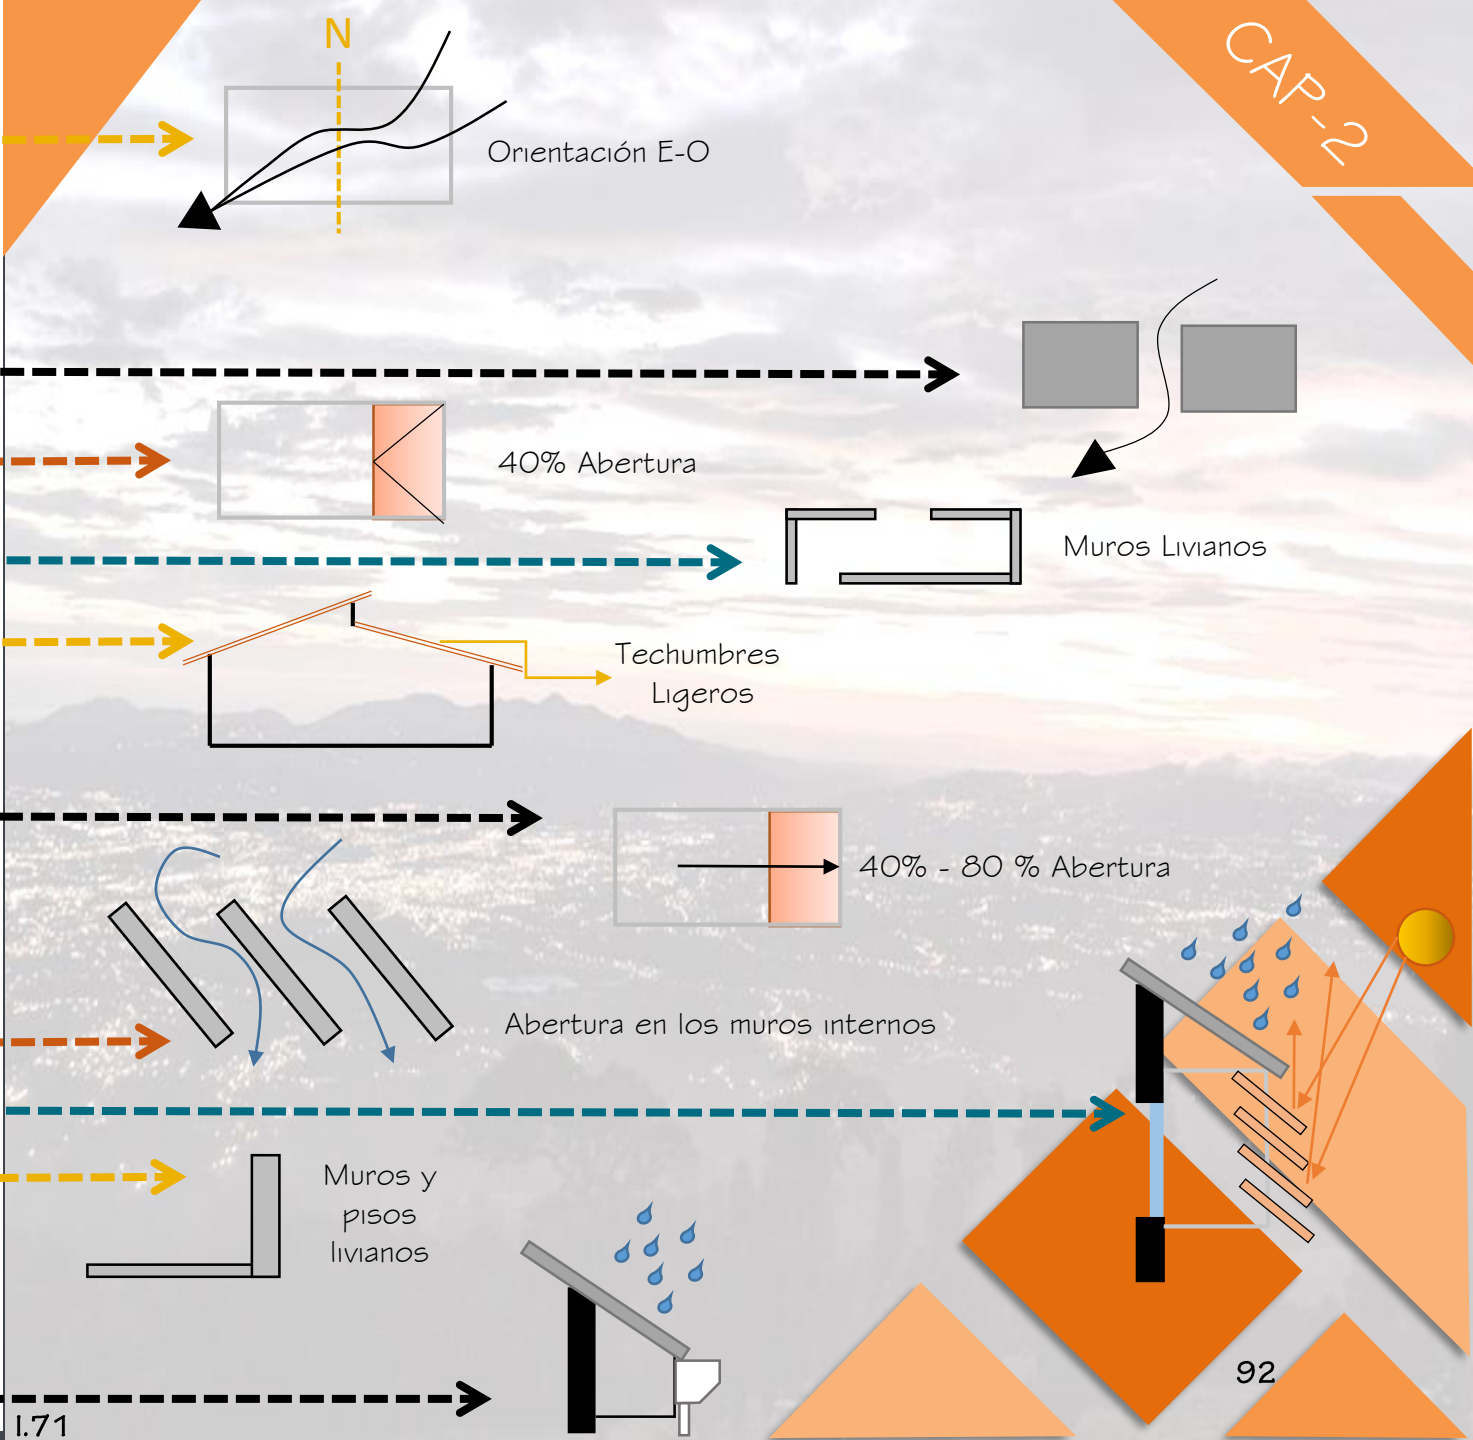 N
CAP-2
Orientación E-O
40% Abertura
Muros Livianos
Techumbres
Ligeros
40% - 80 % Abertura
Abertura en los muros internos
Muros y
pisos
livianos
92
I.71